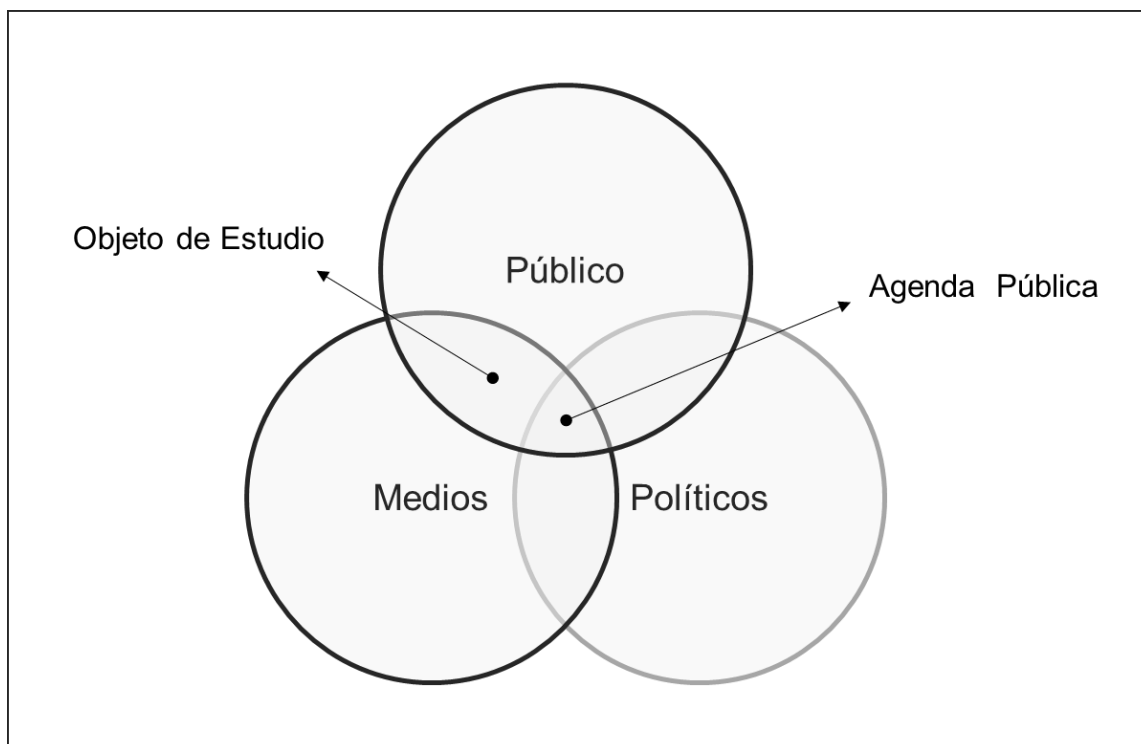 Objeto de Estudio
Público
Agenda Pública
Medios
Políticos